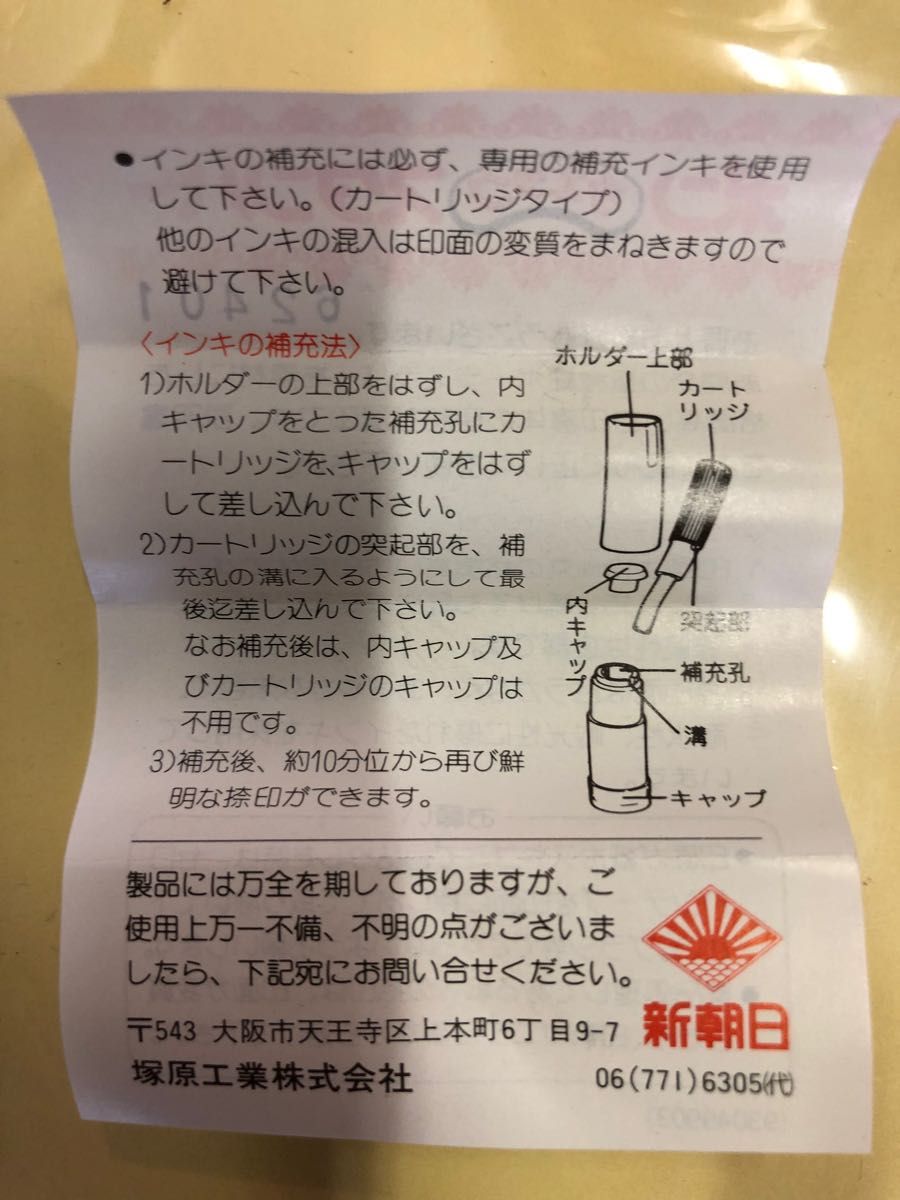 ●インキの補充には必ず、専用の補充インキを使用
して下さい。(カートリッジタイプ)
他のインキの混入は印面の変質をまねきますので
避けて下さい。
〈インキの補充法〉
1)ホルダーの上部をはずし、内
キャップをとった補充孔にカ
ートリッジを、キャップをはず
して差し込んで下さい。
2)カートリッジの突起部を、補
充孔の溝に入るようにして最
後迄差し込んで下さい。
なお補充後は、内キャップ及
びカートリッジのキャップは
不用です。
3)補充後、約10分位から再び鮮
明な捺印ができます。
ホルダー上部
カート
リッジ
内キャップ
突起部
補充孔
溝
キャップ
製品には万全を期しておりますが、ご
使用上万一不備、不明の点がございま
したら、下記宛にお問い合せください。
〒543 大阪市天王寺区上本町6丁目9-7
塚原工業株式会社
新朝日
06(771)6305㈹